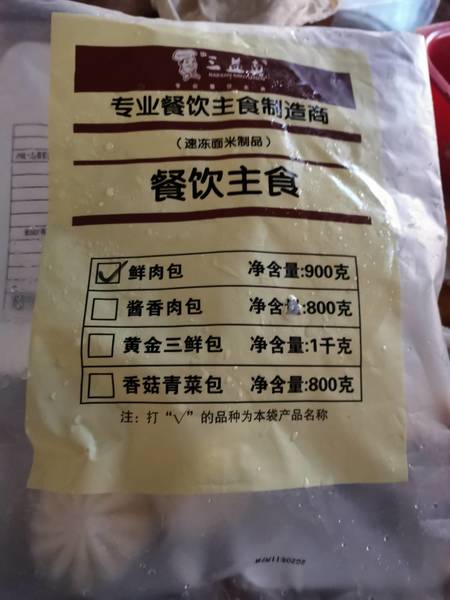 专业餐饮主食制造商
（速冻面米制品）
餐饮主食
鲜肉包 净含量:900克
酱香肉包 净含量:800克
黄金三鲜包 净含量:1千克
香菇青菜包 净含量:800克
注：打“√”的品种为本袋产品名称